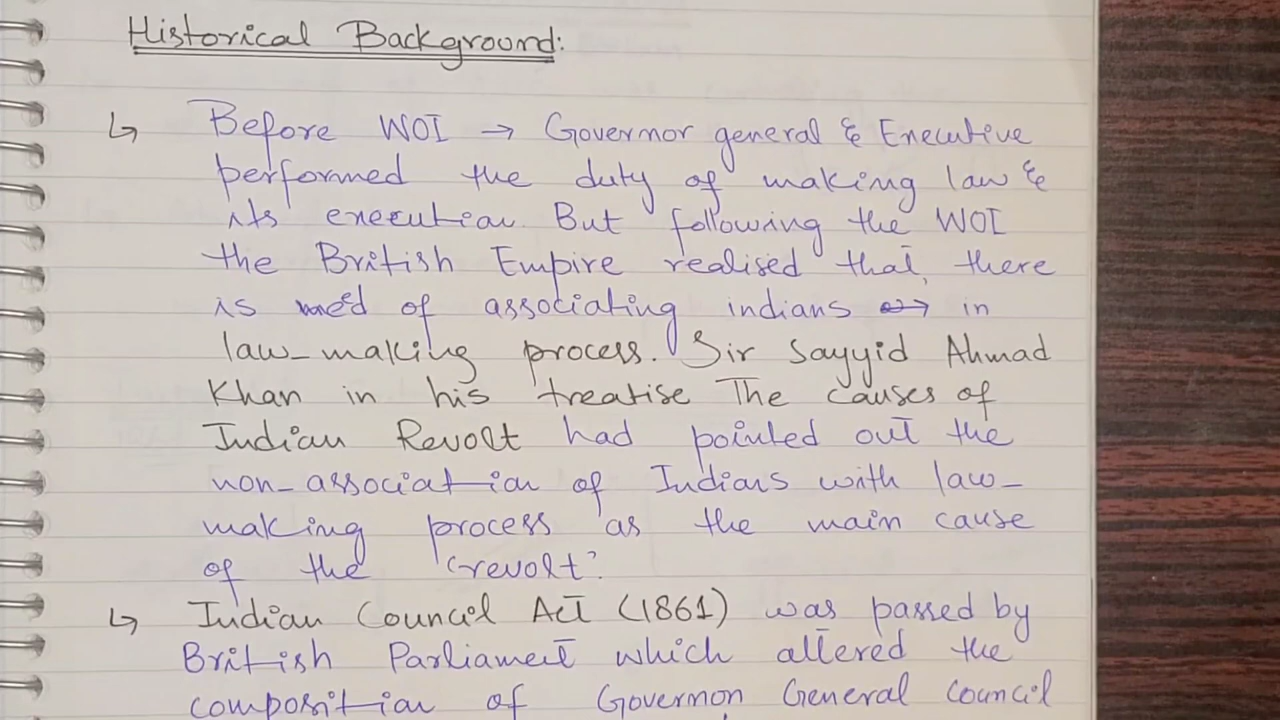 Historical Background:
↳ Before WOI → Governor general & Executive
performed the duty of making law &
its execution. But following the WOI
the British Empire realised that, there
is need of associating indians in
law-making process. Sir Sayyid Ahmad
Khan in his treatise The causes of
Indian Revolt had pointed out the
non-association of Indians with law-
making process as the main cause
of the 'revolt'.
↳ Indian Council Act (1861) was passed by
British Parliament which altered the
composition of Governor General Council